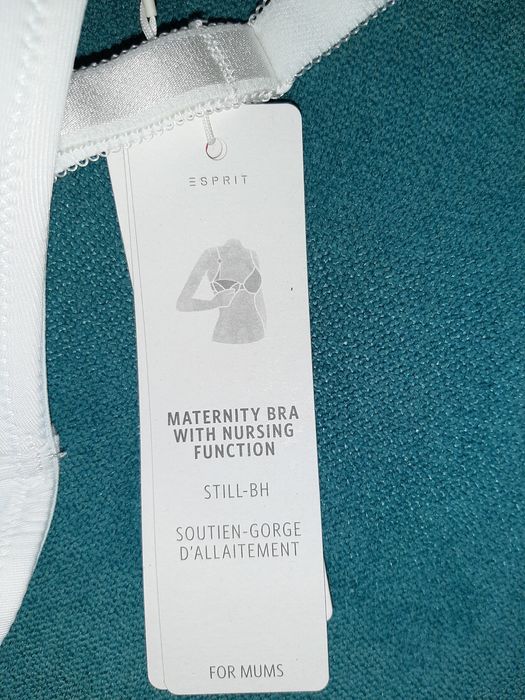 ESPRIT
MATERNITY BRA
WITH NURSING
FUNCTION
STILL-BH
SOUTIEN-GORGE
D'ALLAITEMENT
FOR MUMS